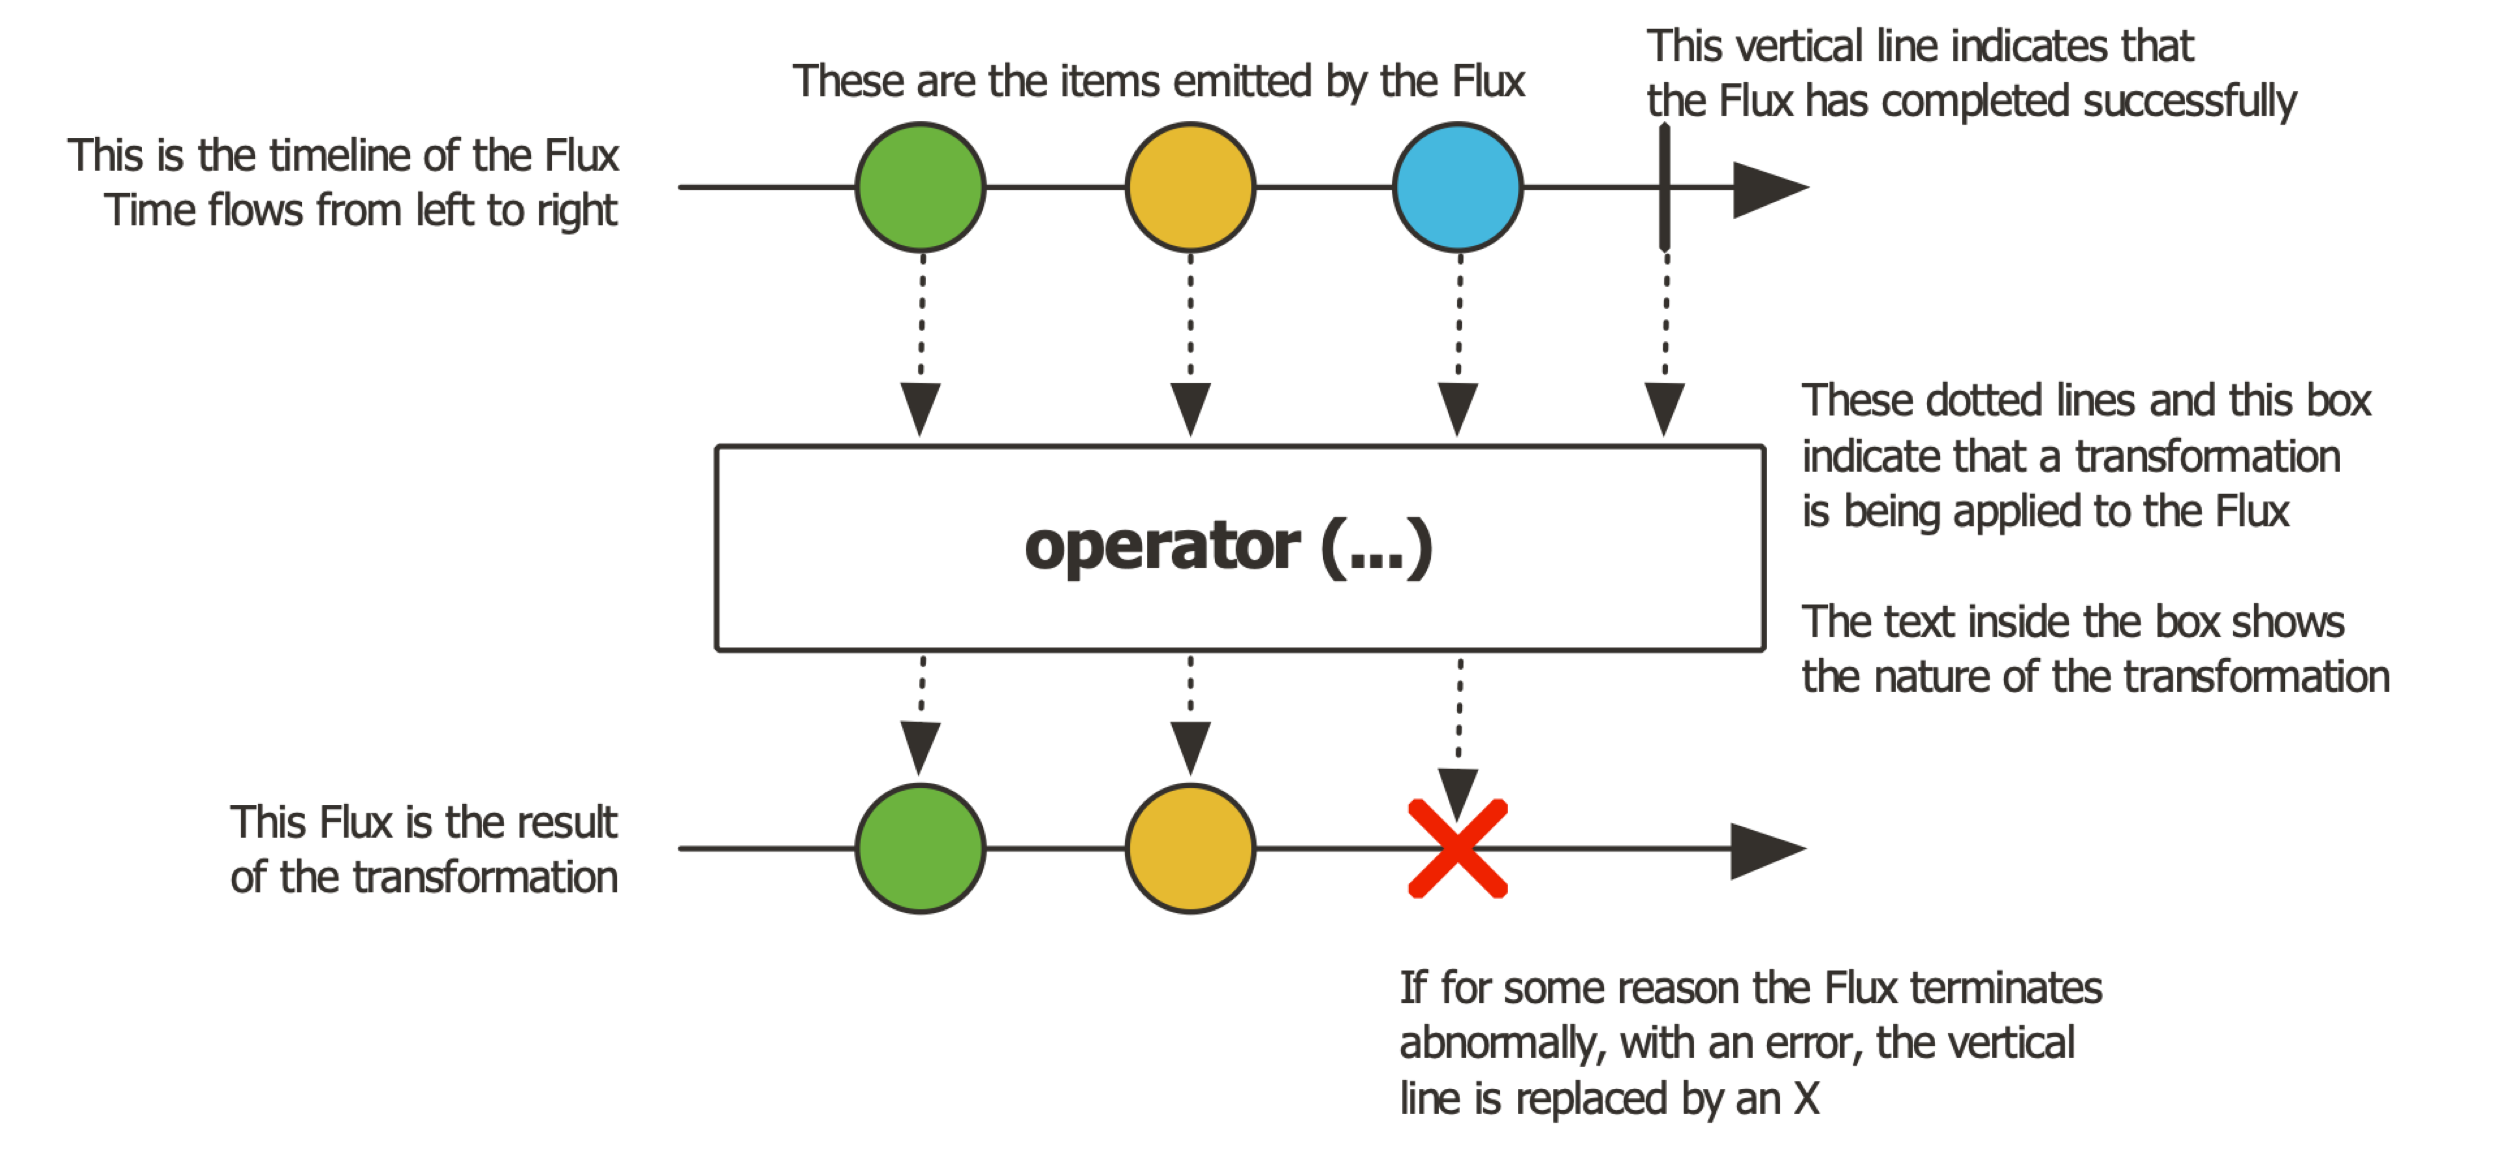 These are the items emitted by the Flux
This vertical line indicates that
the Flux has completed successfully
This is the timeline of the Flux
Time flows from left to right
These dotted lines and this box
indicate that a transformation
is being applied to the Flux
operator (...)
The text inside the box shows
the nature of the transformation
This Flux is the result
of the transformation
If for some reason the Flux terminates
abnormally, with an error, the vertical
line is replaced by an X